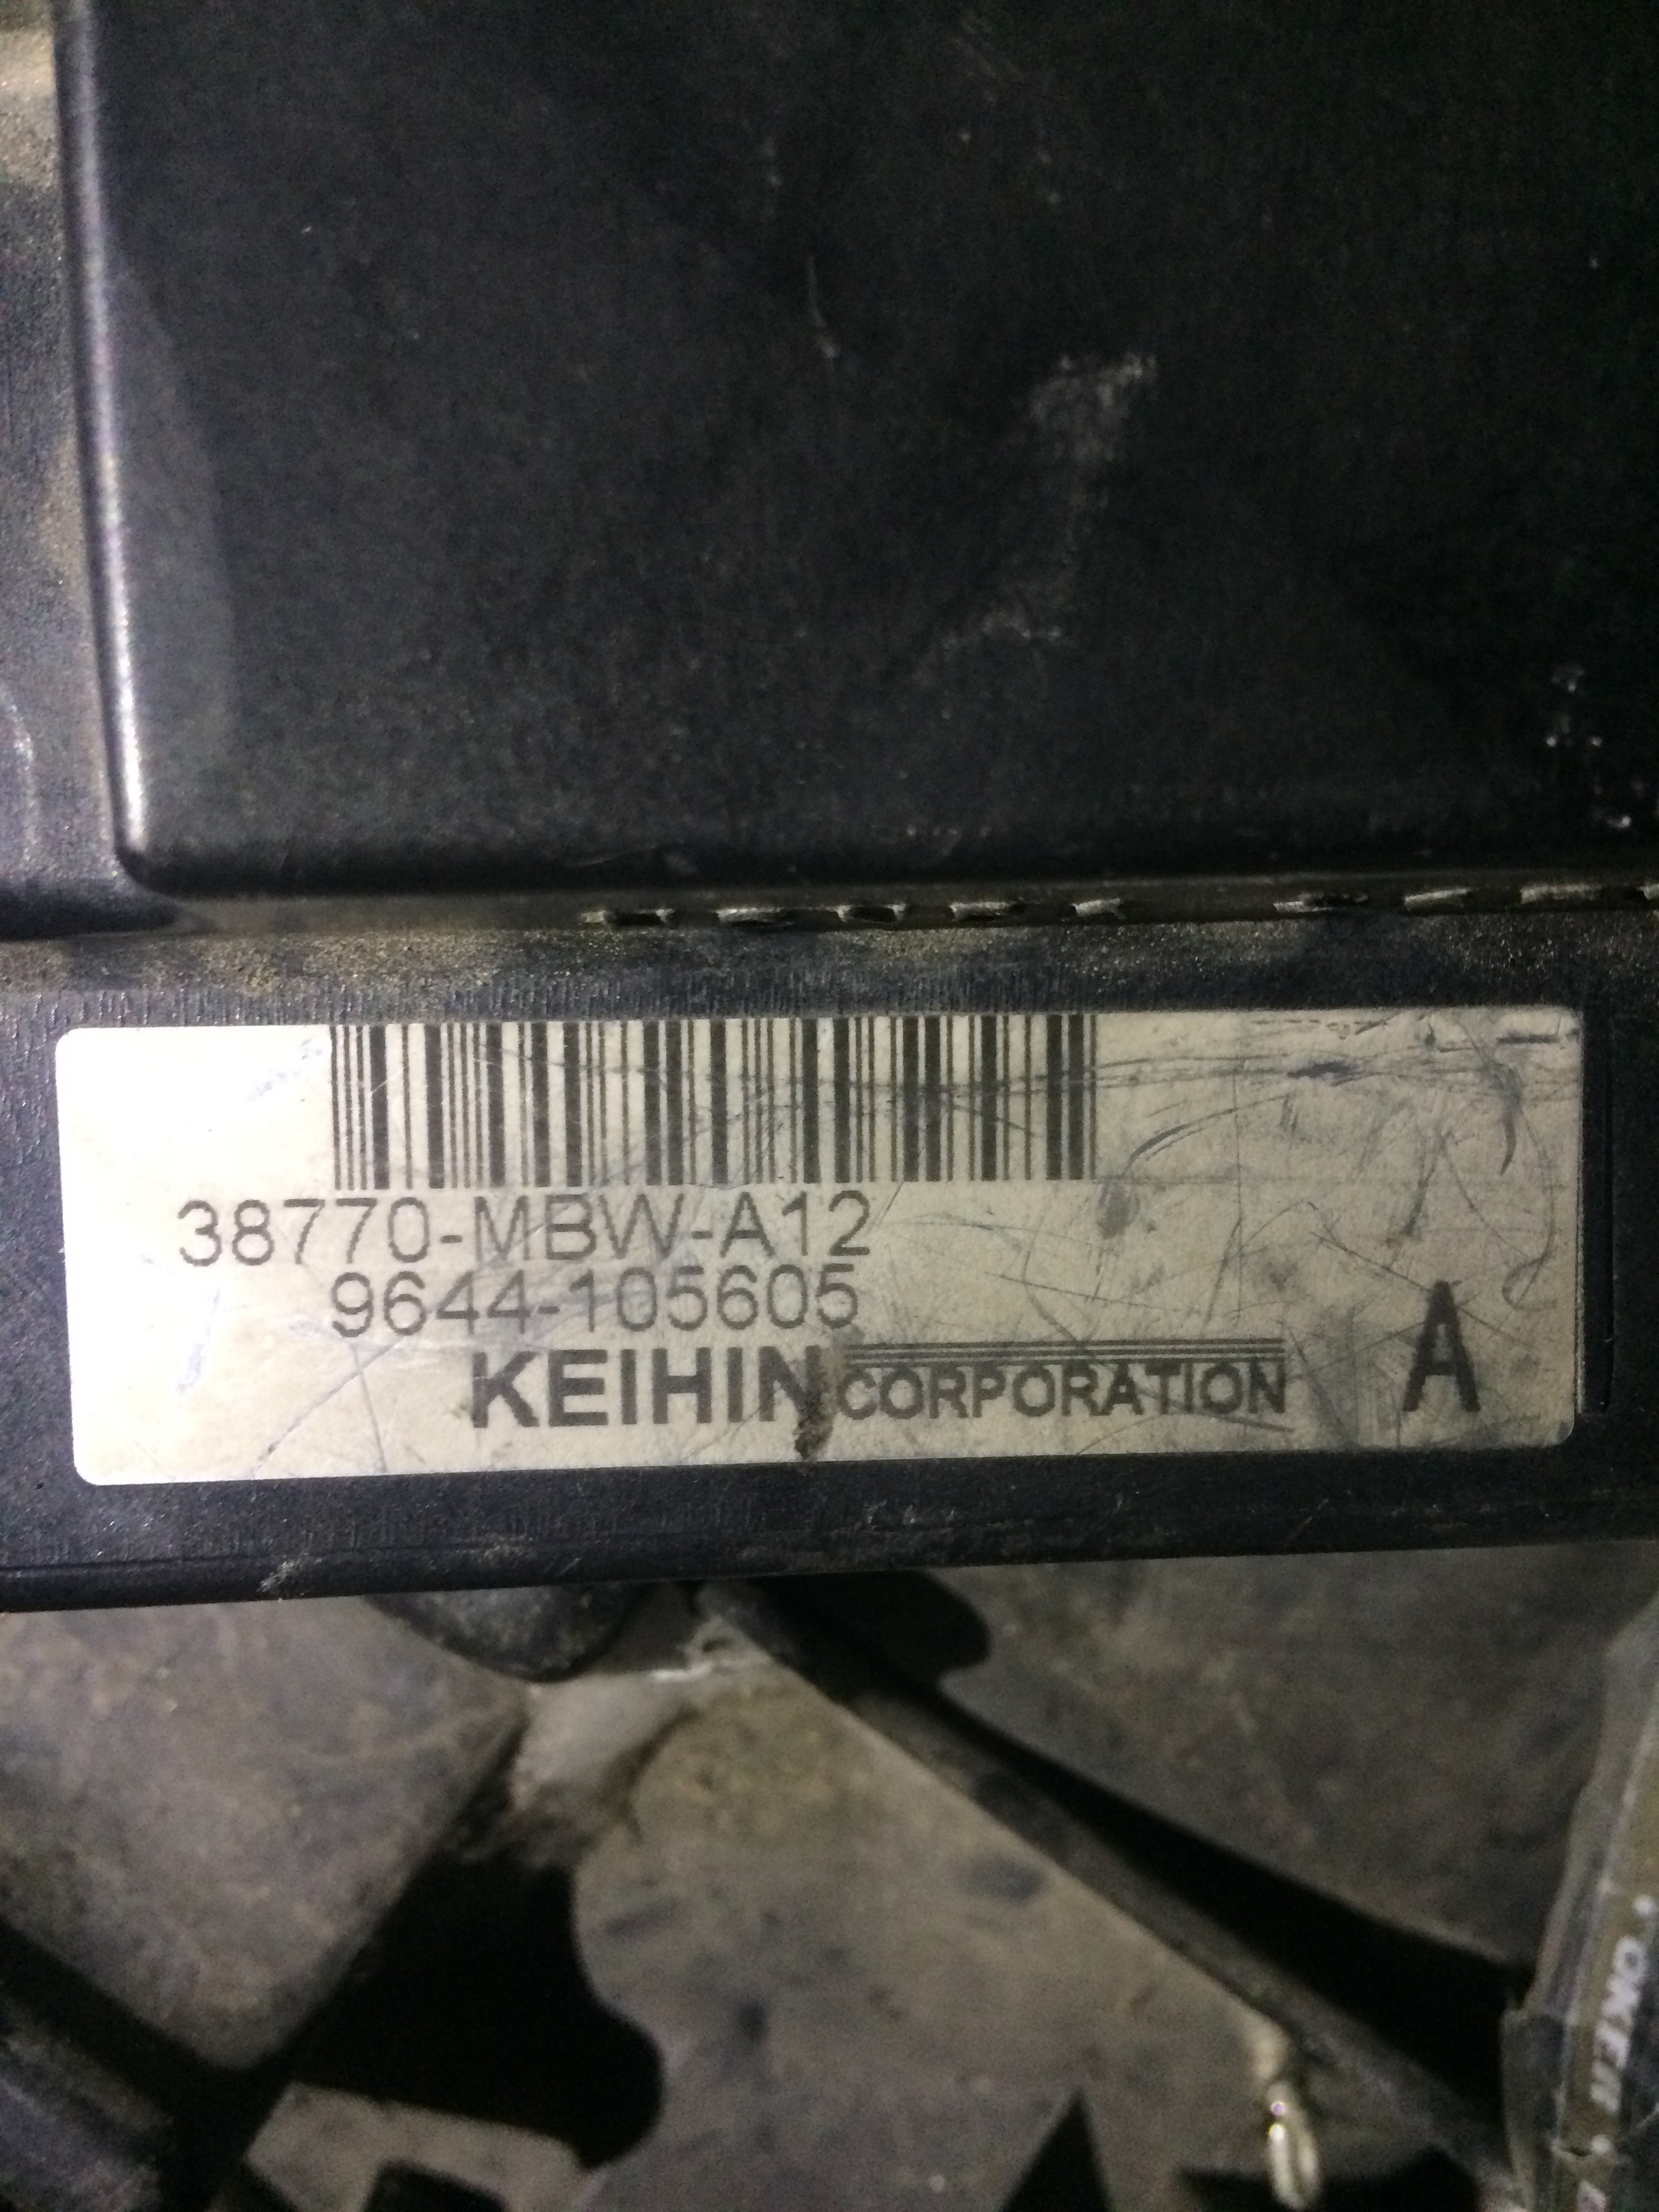 38770-MBW-A12
9644-105605
KEIHIN CORPORATION
A